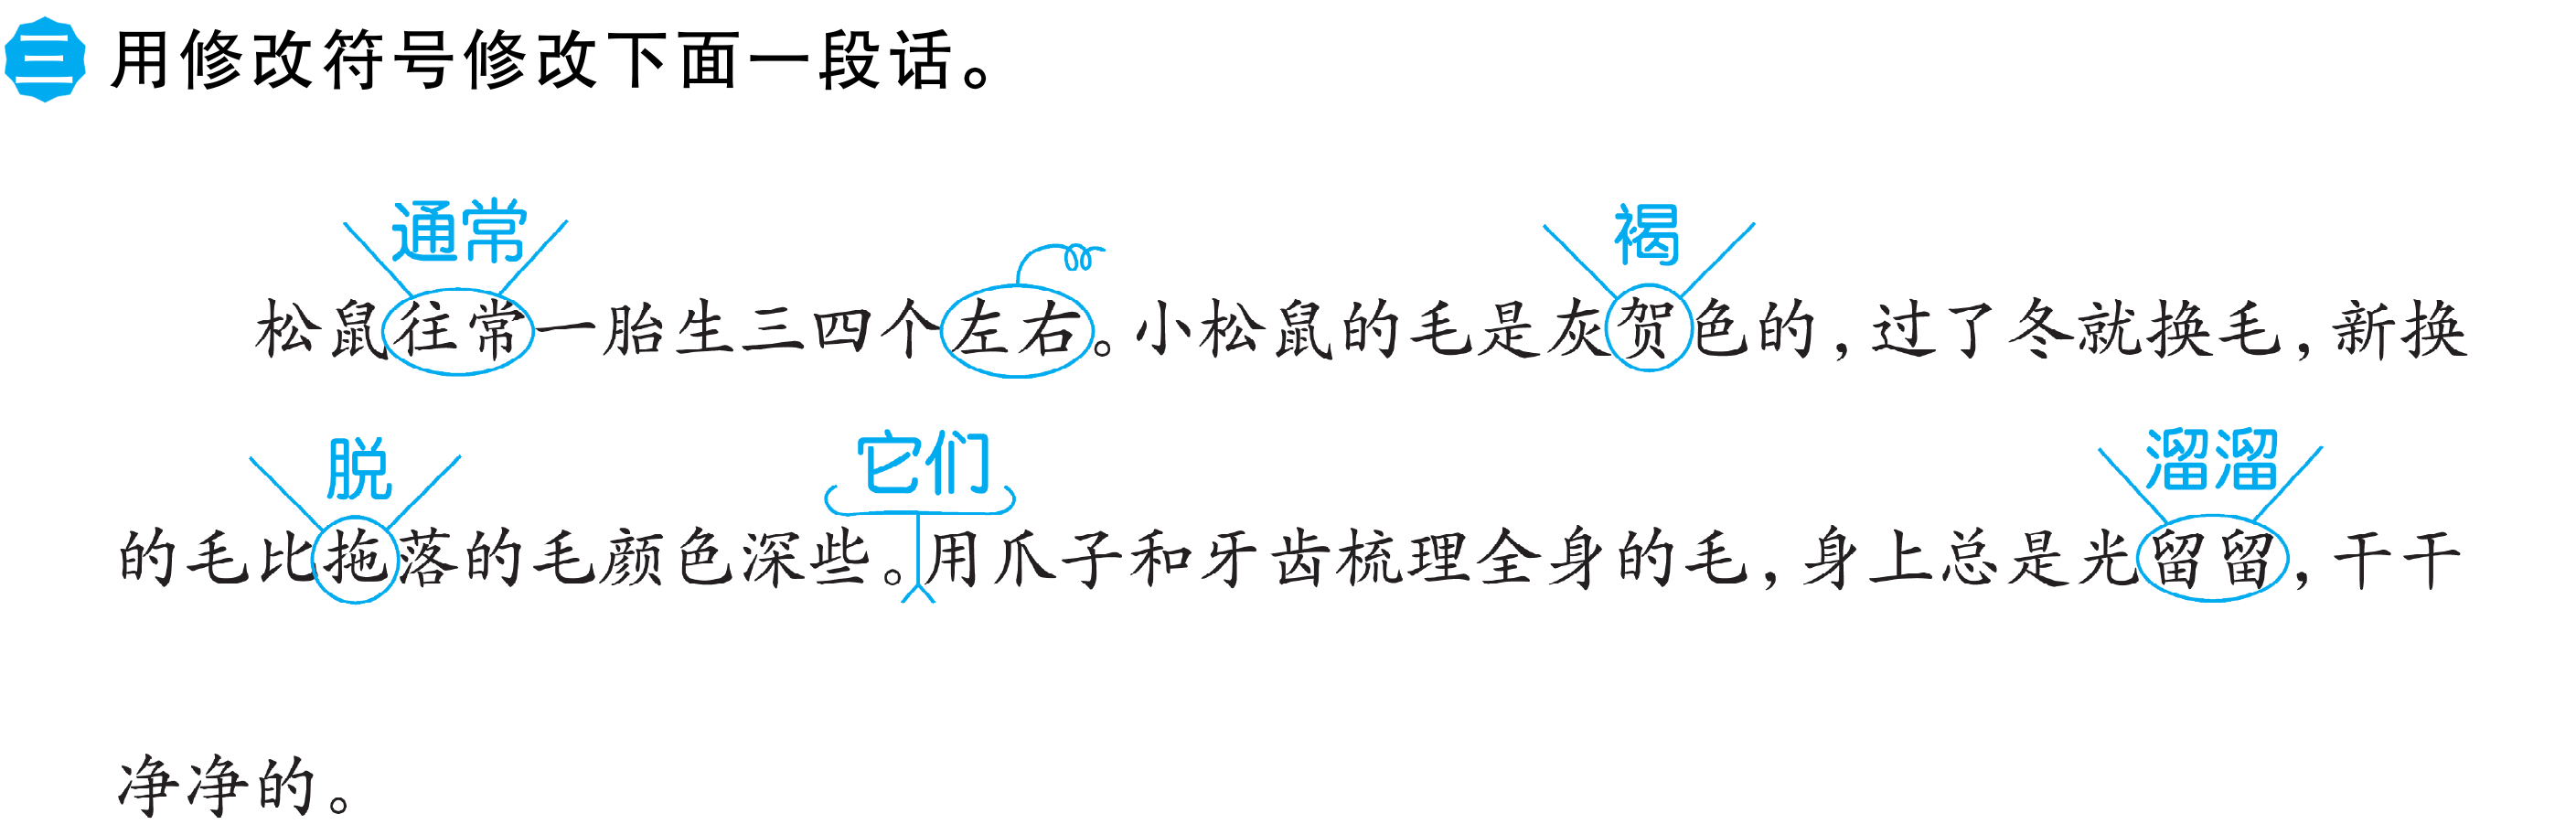 三 用修改符号修改下面一段话。
通常 褐
松鼠往常一胎生三四个左右。小松鼠的毛是灰贺色的,过了冬就换毛,新换
脱 它们 溜溜
的毛比拖落的毛颜色深些。用爪子和牙齿梳理全身的毛,身上总是光留留,干干
净净的。